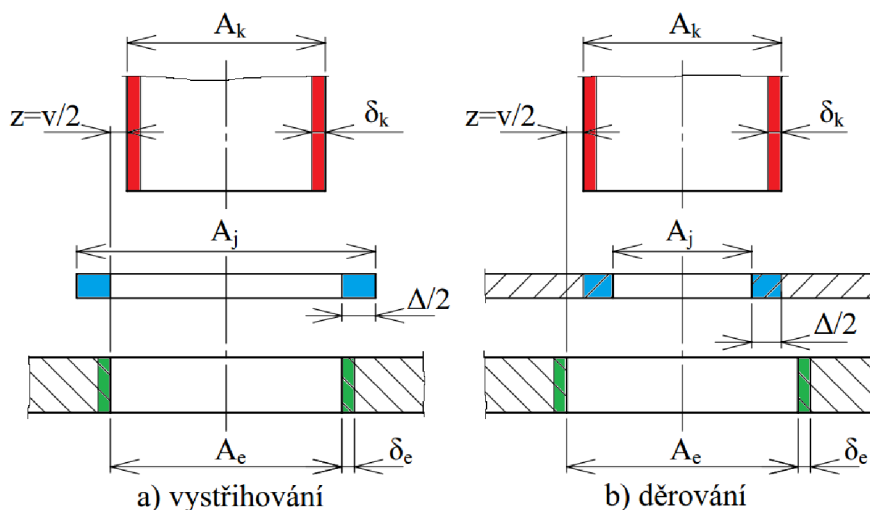 A_k
z=v/2
δ_k
A_j
Δ/2
A_e
δ_e
a) vystřihování
A_k
z=v/2
δ_k
A_j
Δ/2
A_e
δ_e
b) děrování